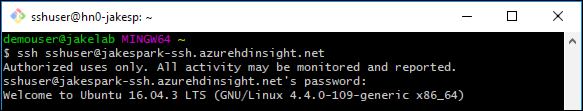 sshuser@hn0-jakesp: ~
demouser@jakelab MINGW64 ~
$ ssh sshuser@jakespark-ssh.azurehdinsight.net
Authorized uses only. All activity may be monitored and reported.
sshuser@jakespark-ssh.azurehdinsight.net's password:
Welcome to Ubuntu 16.04.3 LTS (GNU/Linux 4.4.0-109-generic x86_64)